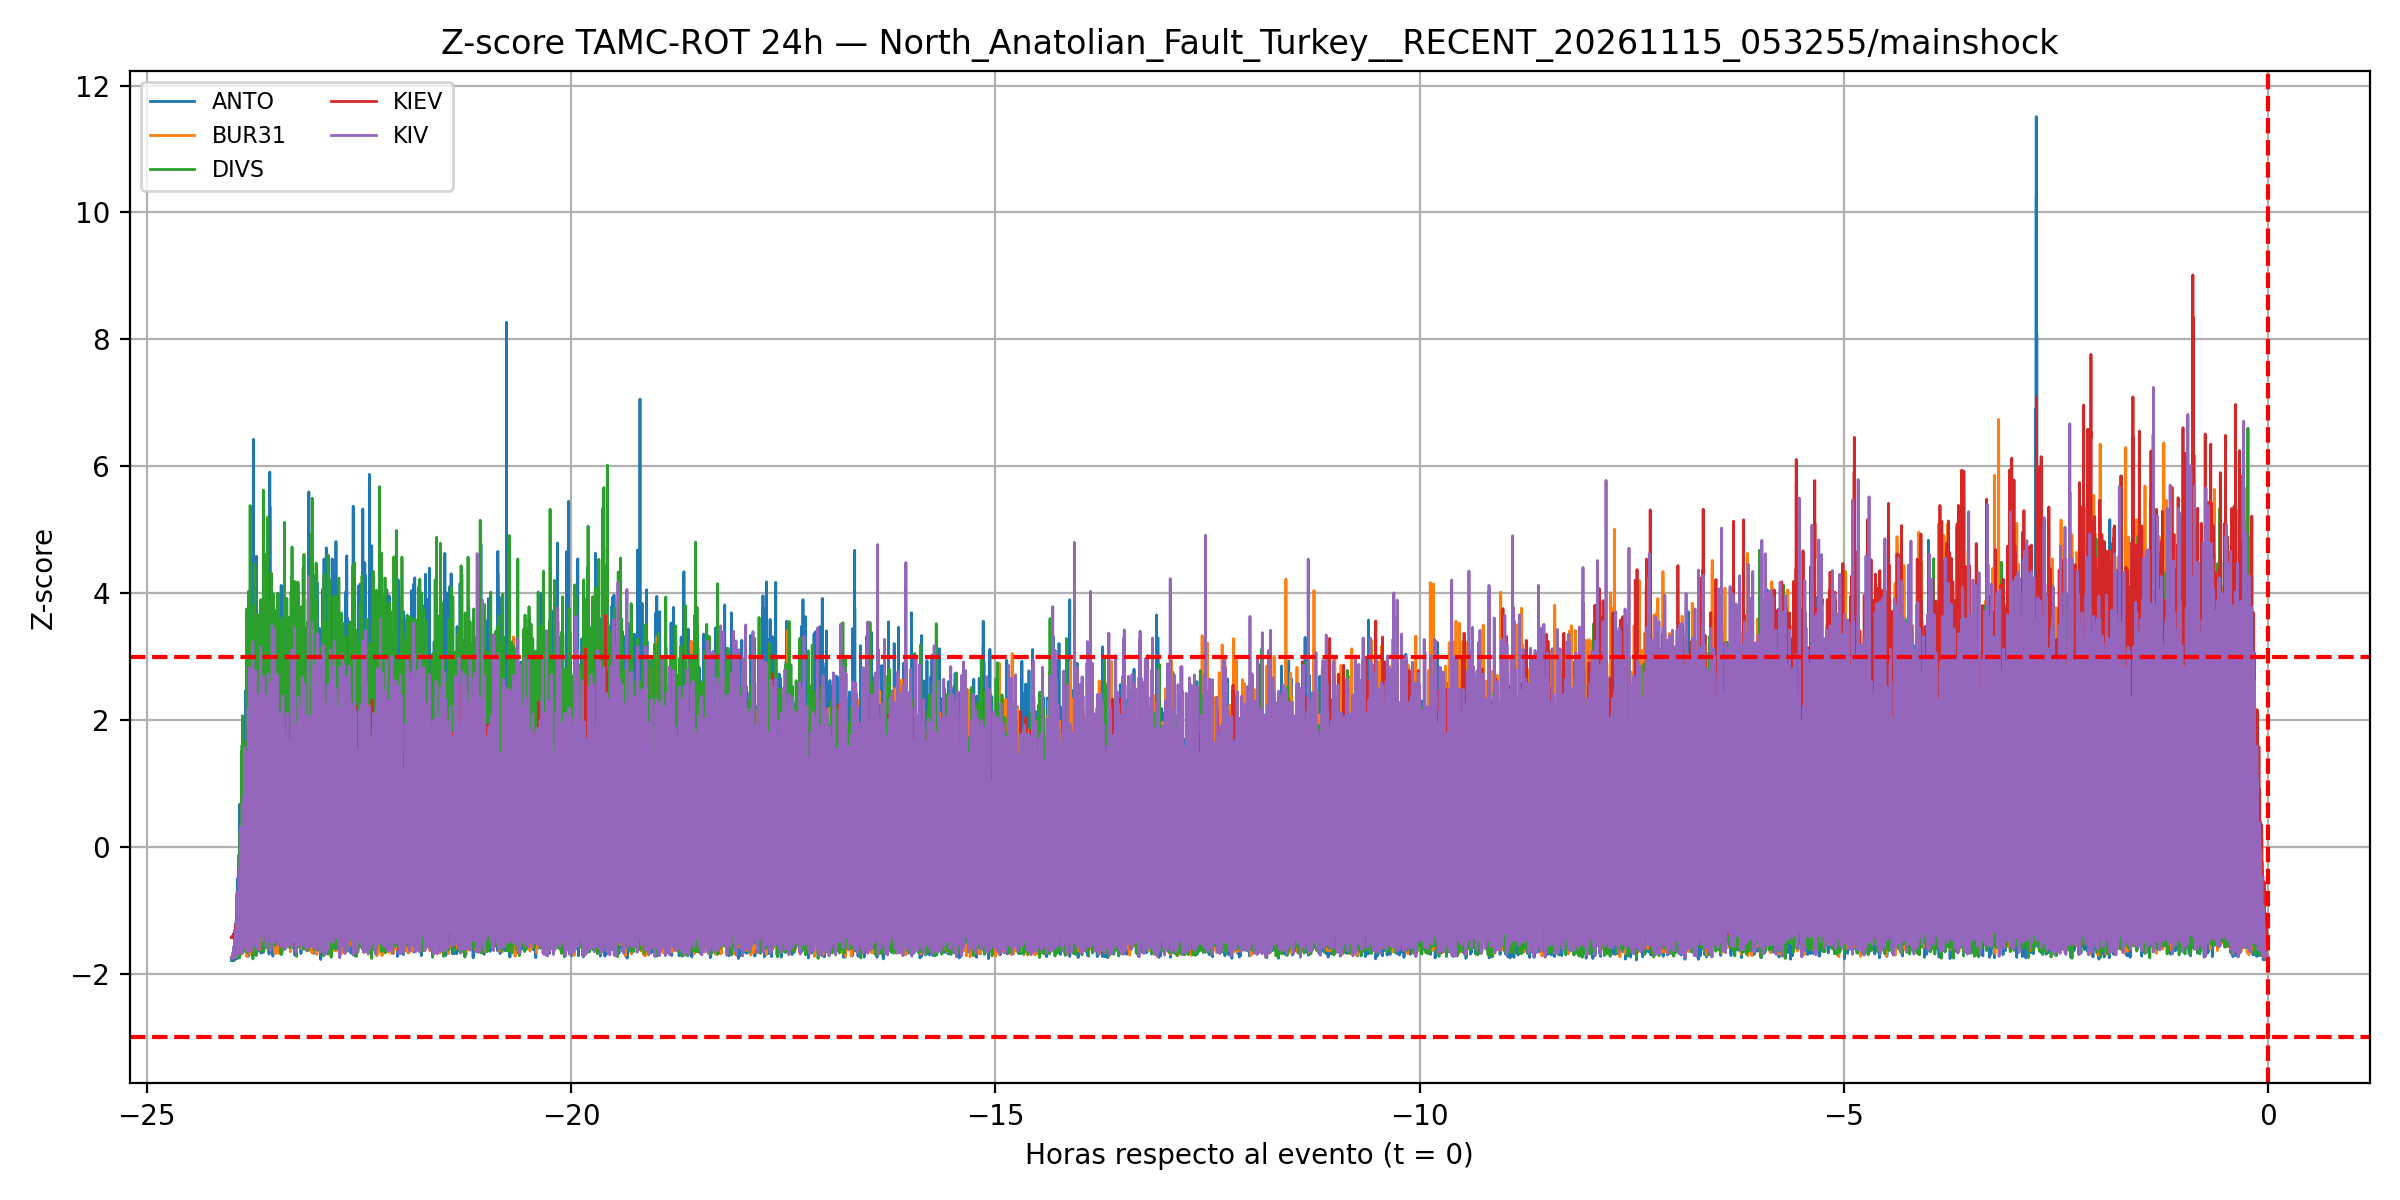 Z-score TAMC-ROT 24h — North_Anatolian_Fault_Turkey__RECENT_20261115_053255/mainshock
ANTO
BUR31
DIVS
KIEV
KIV
Z-score
12
10
8
6
4
2
0
−2
−25
−20
−15
−10
−5
0
Horas respecto al evento (t = 0)